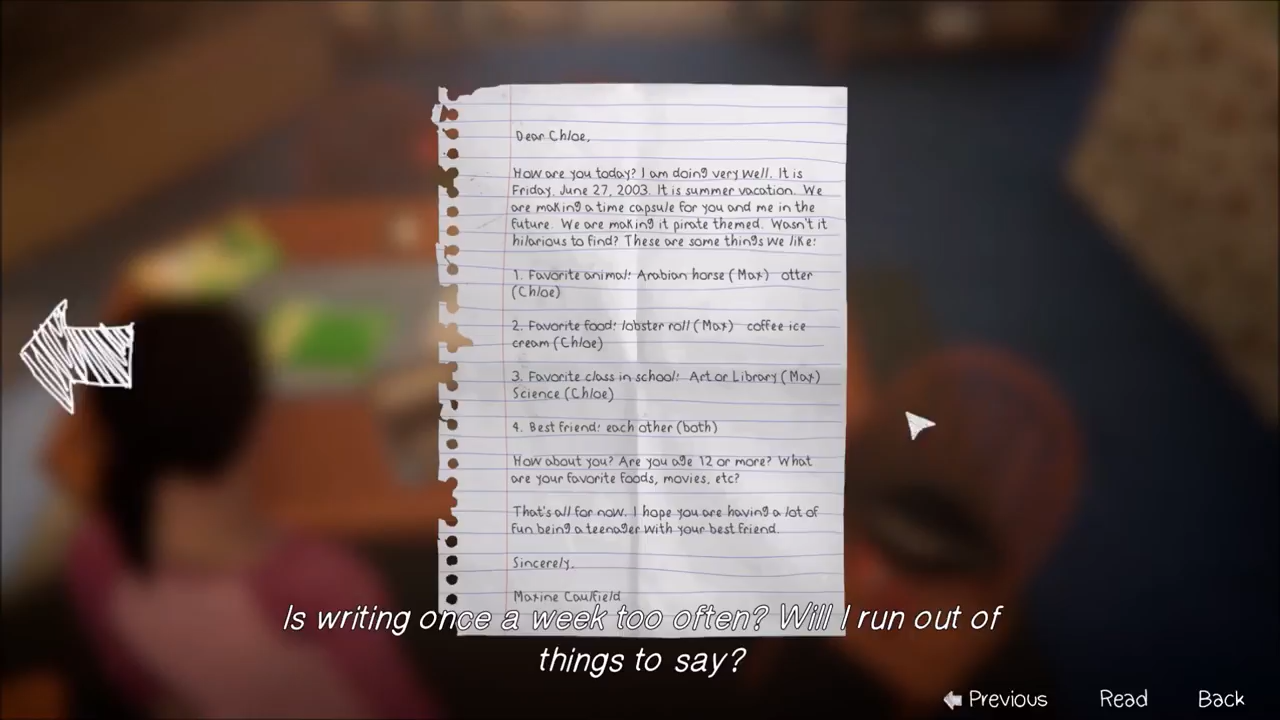 Dear Chloe,
How are you today? I am doing very well. It is
Friday, June 27, 2003. It is summer vacation. We
are making a time capsule for you and me in the
future. We are making it pirate themed. Wasn't it
hilarious to find? These are some things we like:
1. Favorite animal: Arabian horse (Max) otter
(Chloe)
2. Favorite food: lobster roll (Max) coffee ice
cream (Chloe)
3. Favorite class in school: Art or Library (Max)
Science (Chloe)
4. Best friend: each other (both)
How about you? Are you age 12 or more? What
are your favorite foods, movies, etc?
That's all for now. I hope you are having a lot of
fun being a teenager with your best friend.
Sincerely,
Maxine Caulfield
Is writing once a week too often? Will I run out of
things to say?
Previous Read Back